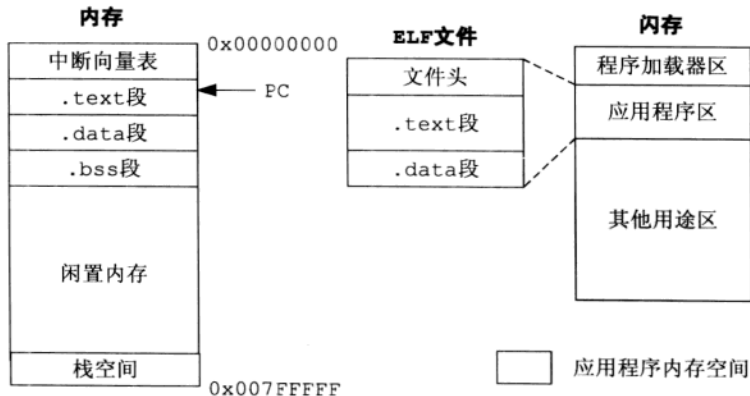 内存
0x00000000
中断向量表
.text段
PC
.data段
.bss段
闲置内存
栈空间
0x007FFFFF
ELF文件
文件头
.text段
.data段
闪存
程序加载器区
应用程序区
其他用途区
应用程序内存空间